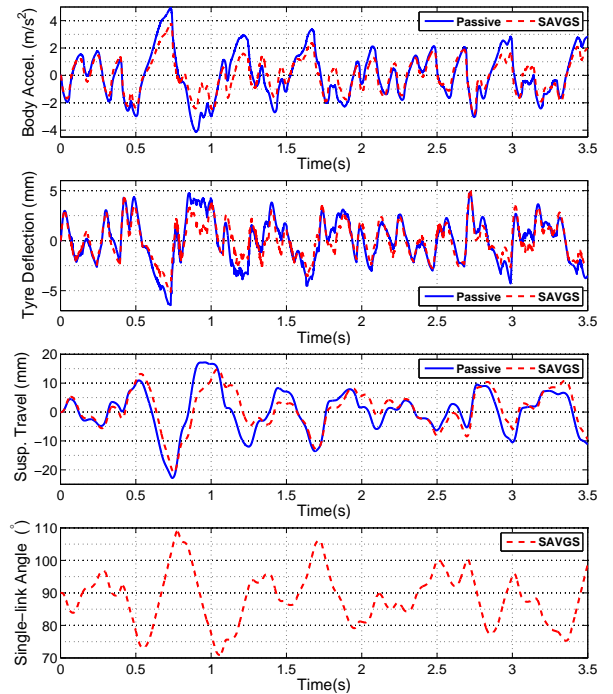 Body Accel. (m/s²)
4
2
0
−2
−4
Passive SAVGS
0 0.5 1 1.5 2 2.5 3 3.5
Time(s)
Tyre Deflection (mm)
5
0
−5
Passive SAVGS
0 0.5 1 1.5 2 2.5 3 3.5
Time(s)
Susp. Travel (mm)
20
10
0
−10
−20
Passive SAVGS
0 0.5 1 1.5 2 2.5 3 3.5
Time(s)
Single−link Angle (°)
110
100
90
80
70
SAVGS
0 0.5 1 1.5 2 2.5 3 3.5
Time(s)